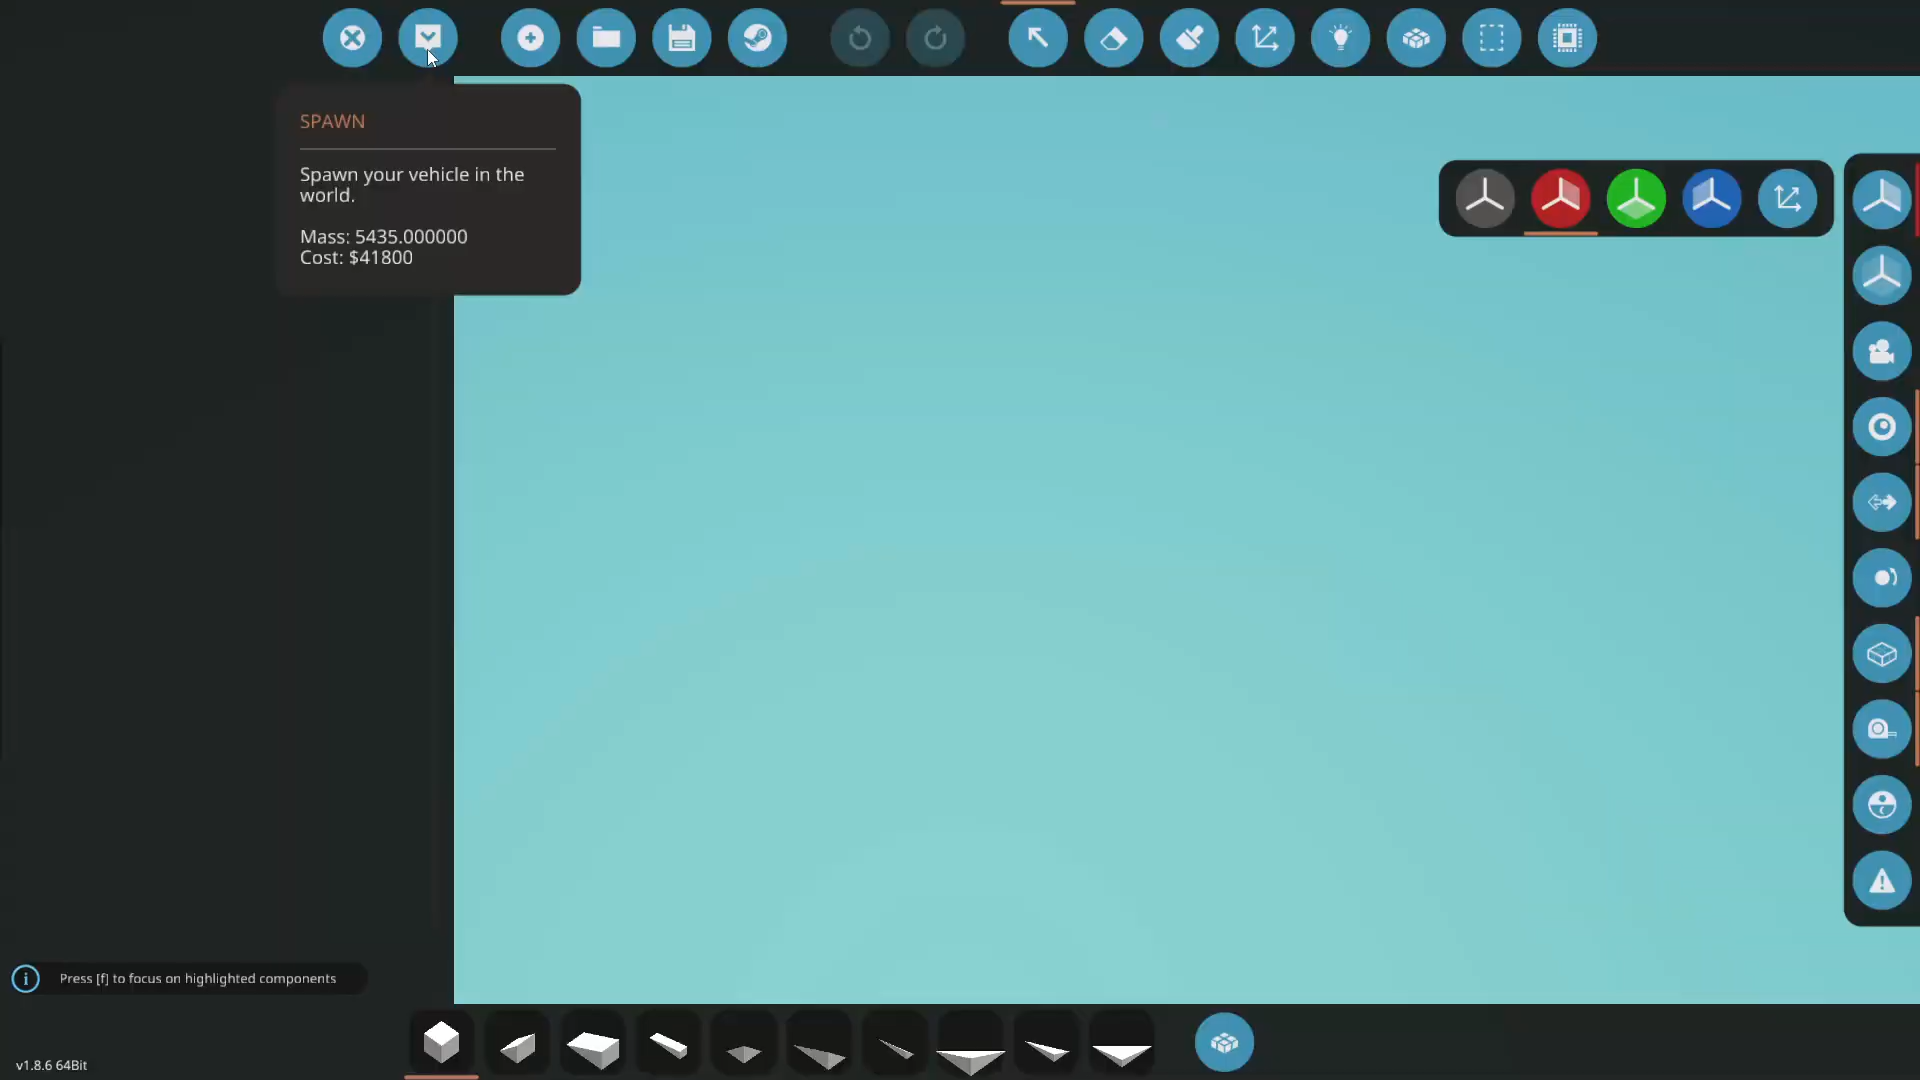 SPAWN
Spawn your vehicle in the
world.
Mass: 5435.000000
Cost: $41800
Press [f] to focus on highlighted components
v1.8.6 64Bit